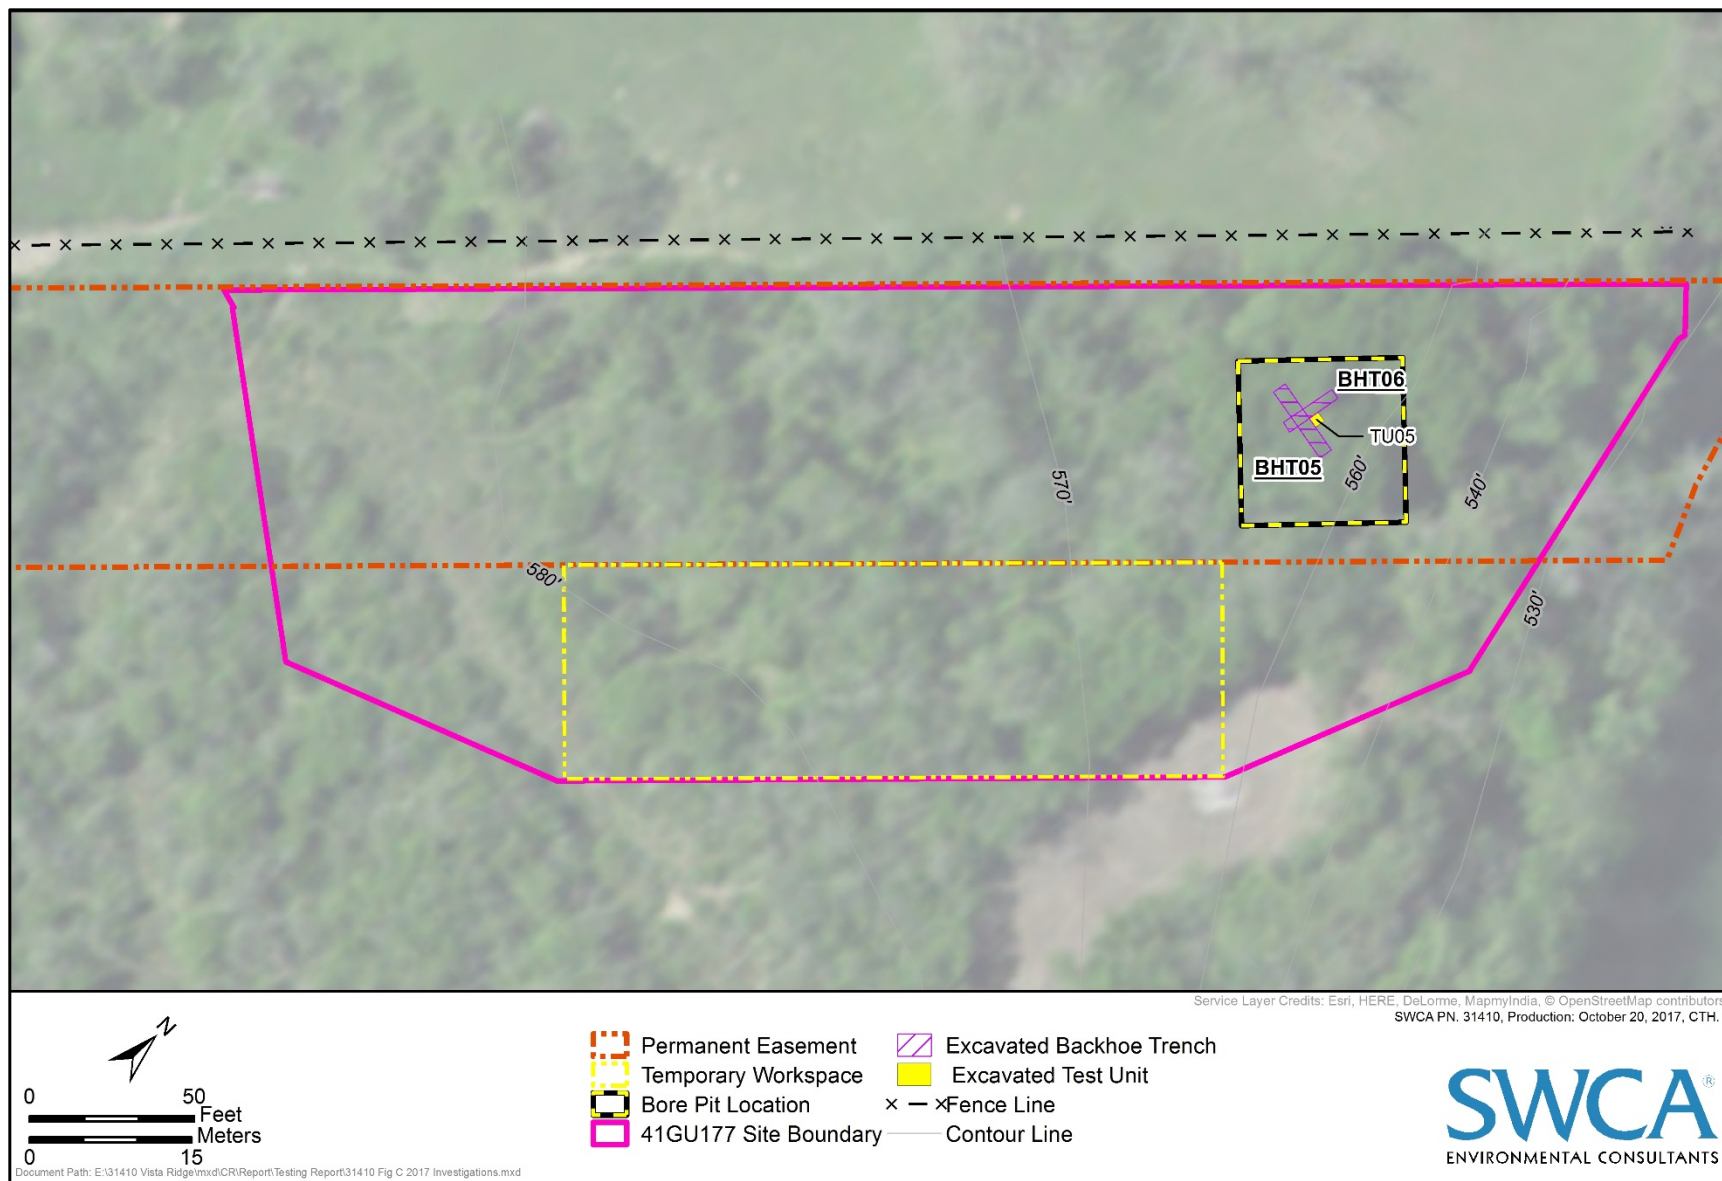 BHT06
TU05
BHT05
560'
570'
540'
580'
530'
Service Layer Credits: Esri, HERE, DeLorme, MapmyIndia, © OpenStreetMap contributors
SWCA PN. 31410, Production: October 20, 2017, CTH.
N
0 50
Feet
Meters
0 15
Permanent Easement
Temporary Workspace
Bore Pit Location
41GU177 Site Boundary
Excavated Backhoe Trench
Excavated Test Unit
Fence Line
Contour Line
SWCA®
ENVIRONMENTAL CONSULTANTS
Document Path: E:\31410 Vista Ridge\mxd\CR\Report\Testing Report\31410 Fig C 2017 Investigations.mxd